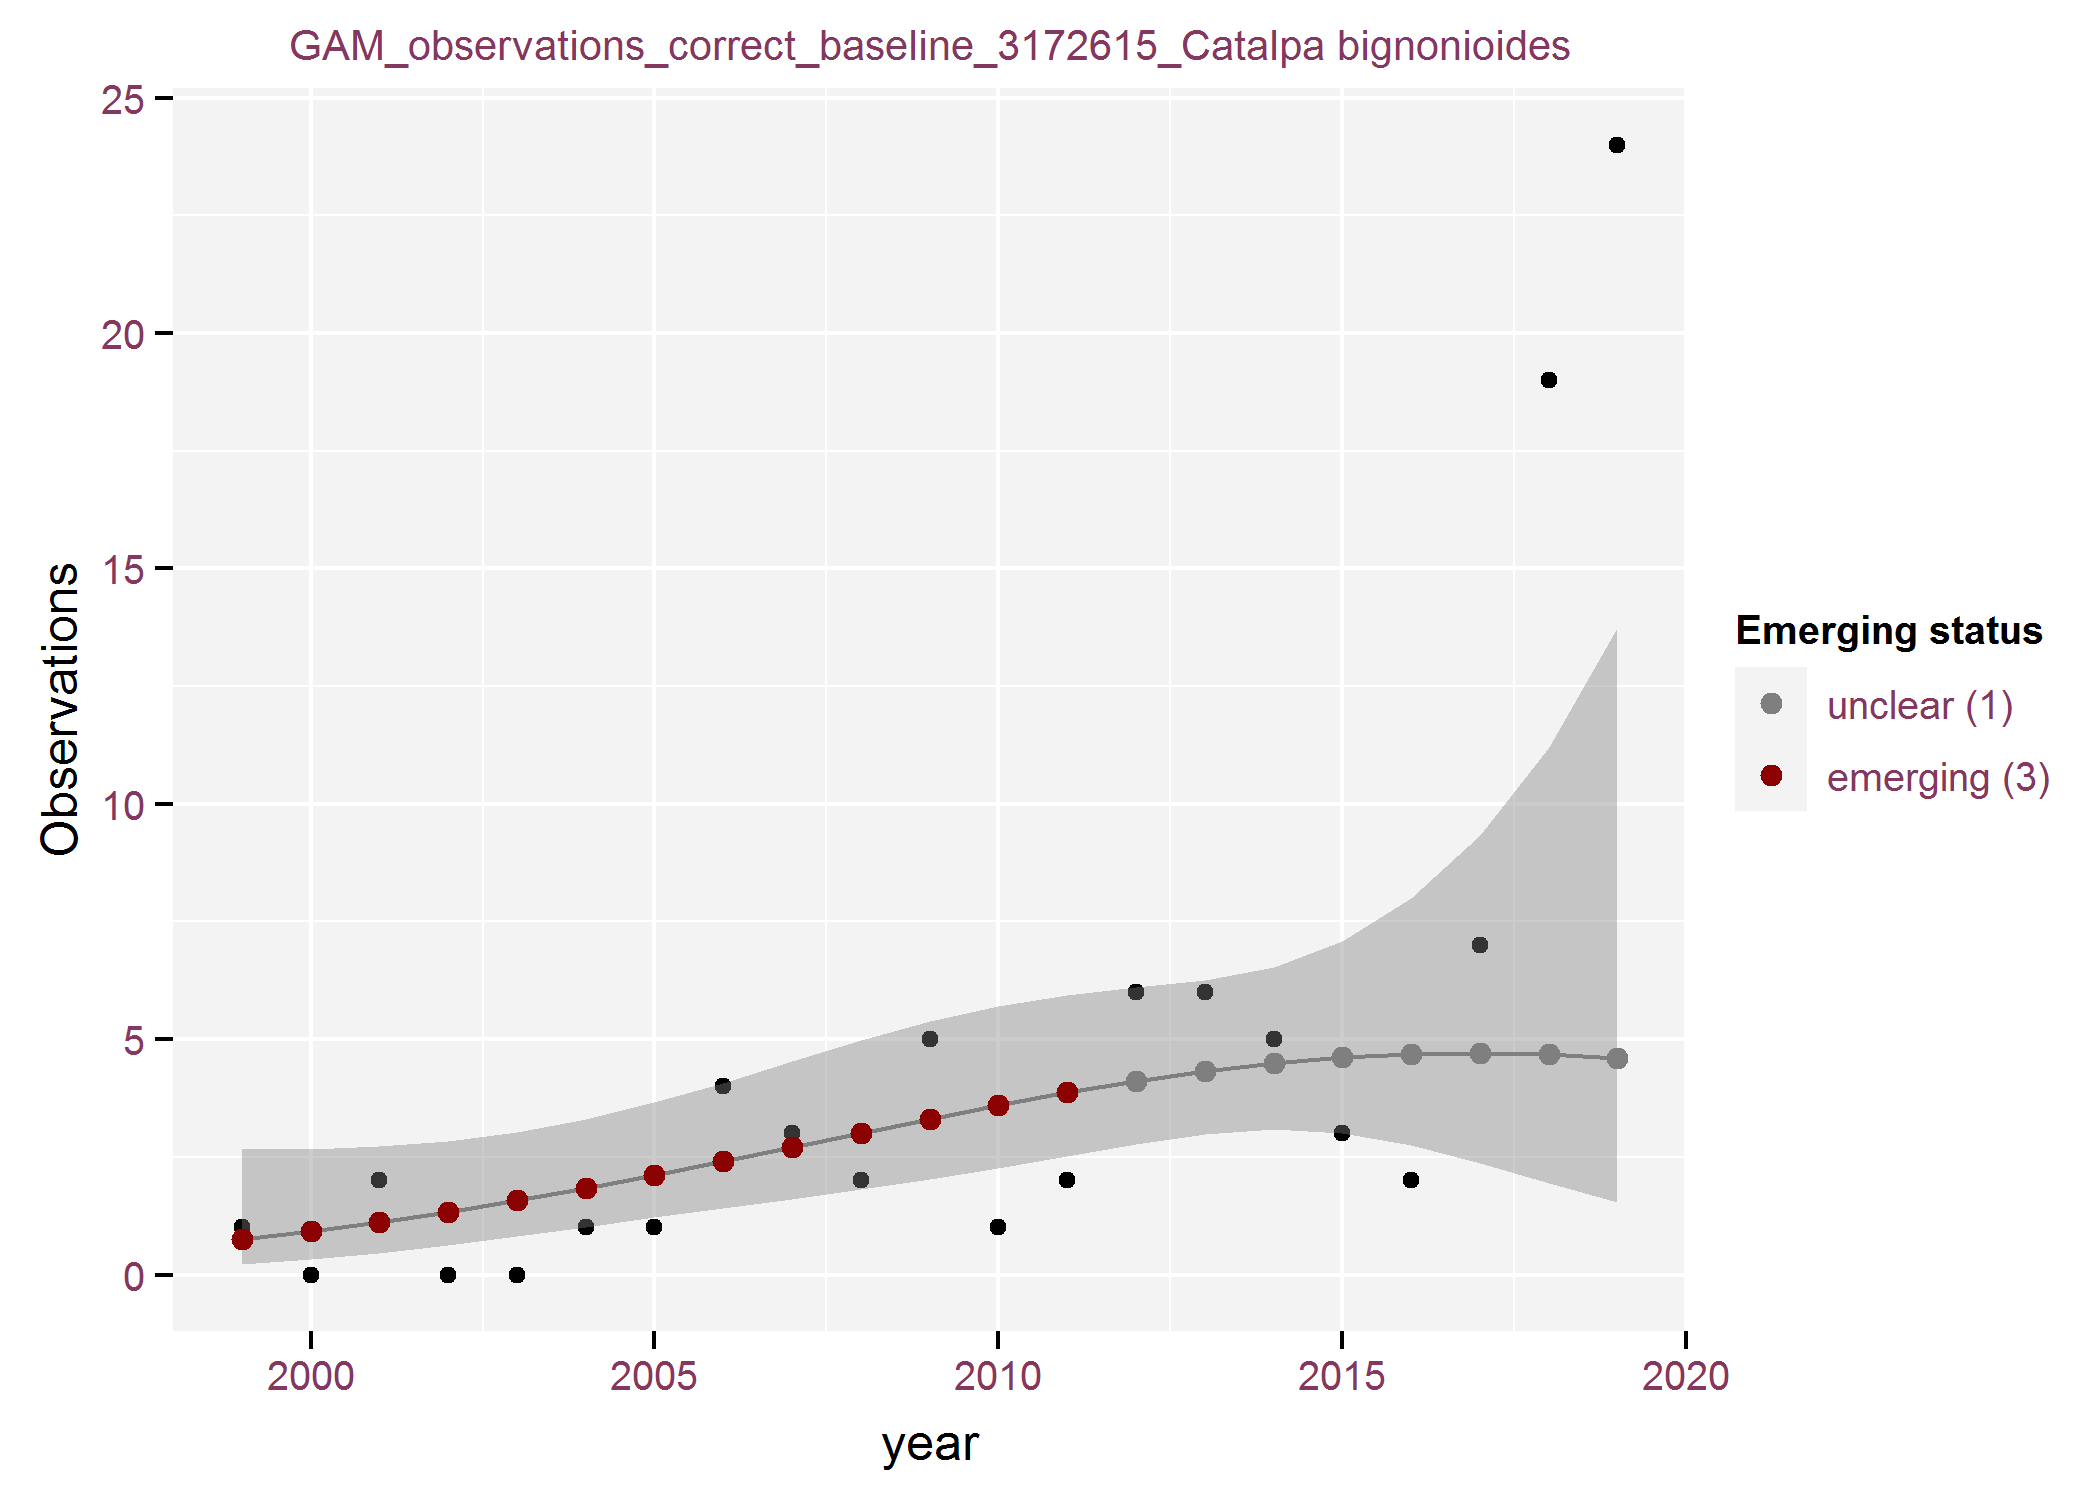 GAM_observations_correct_baseline_3172615_Catalpa bignonioides
25
20
15
10
5
0
Observations
2000 2005 2010 2015 2020
year
Emerging status
unclear (1)
emerging (3)